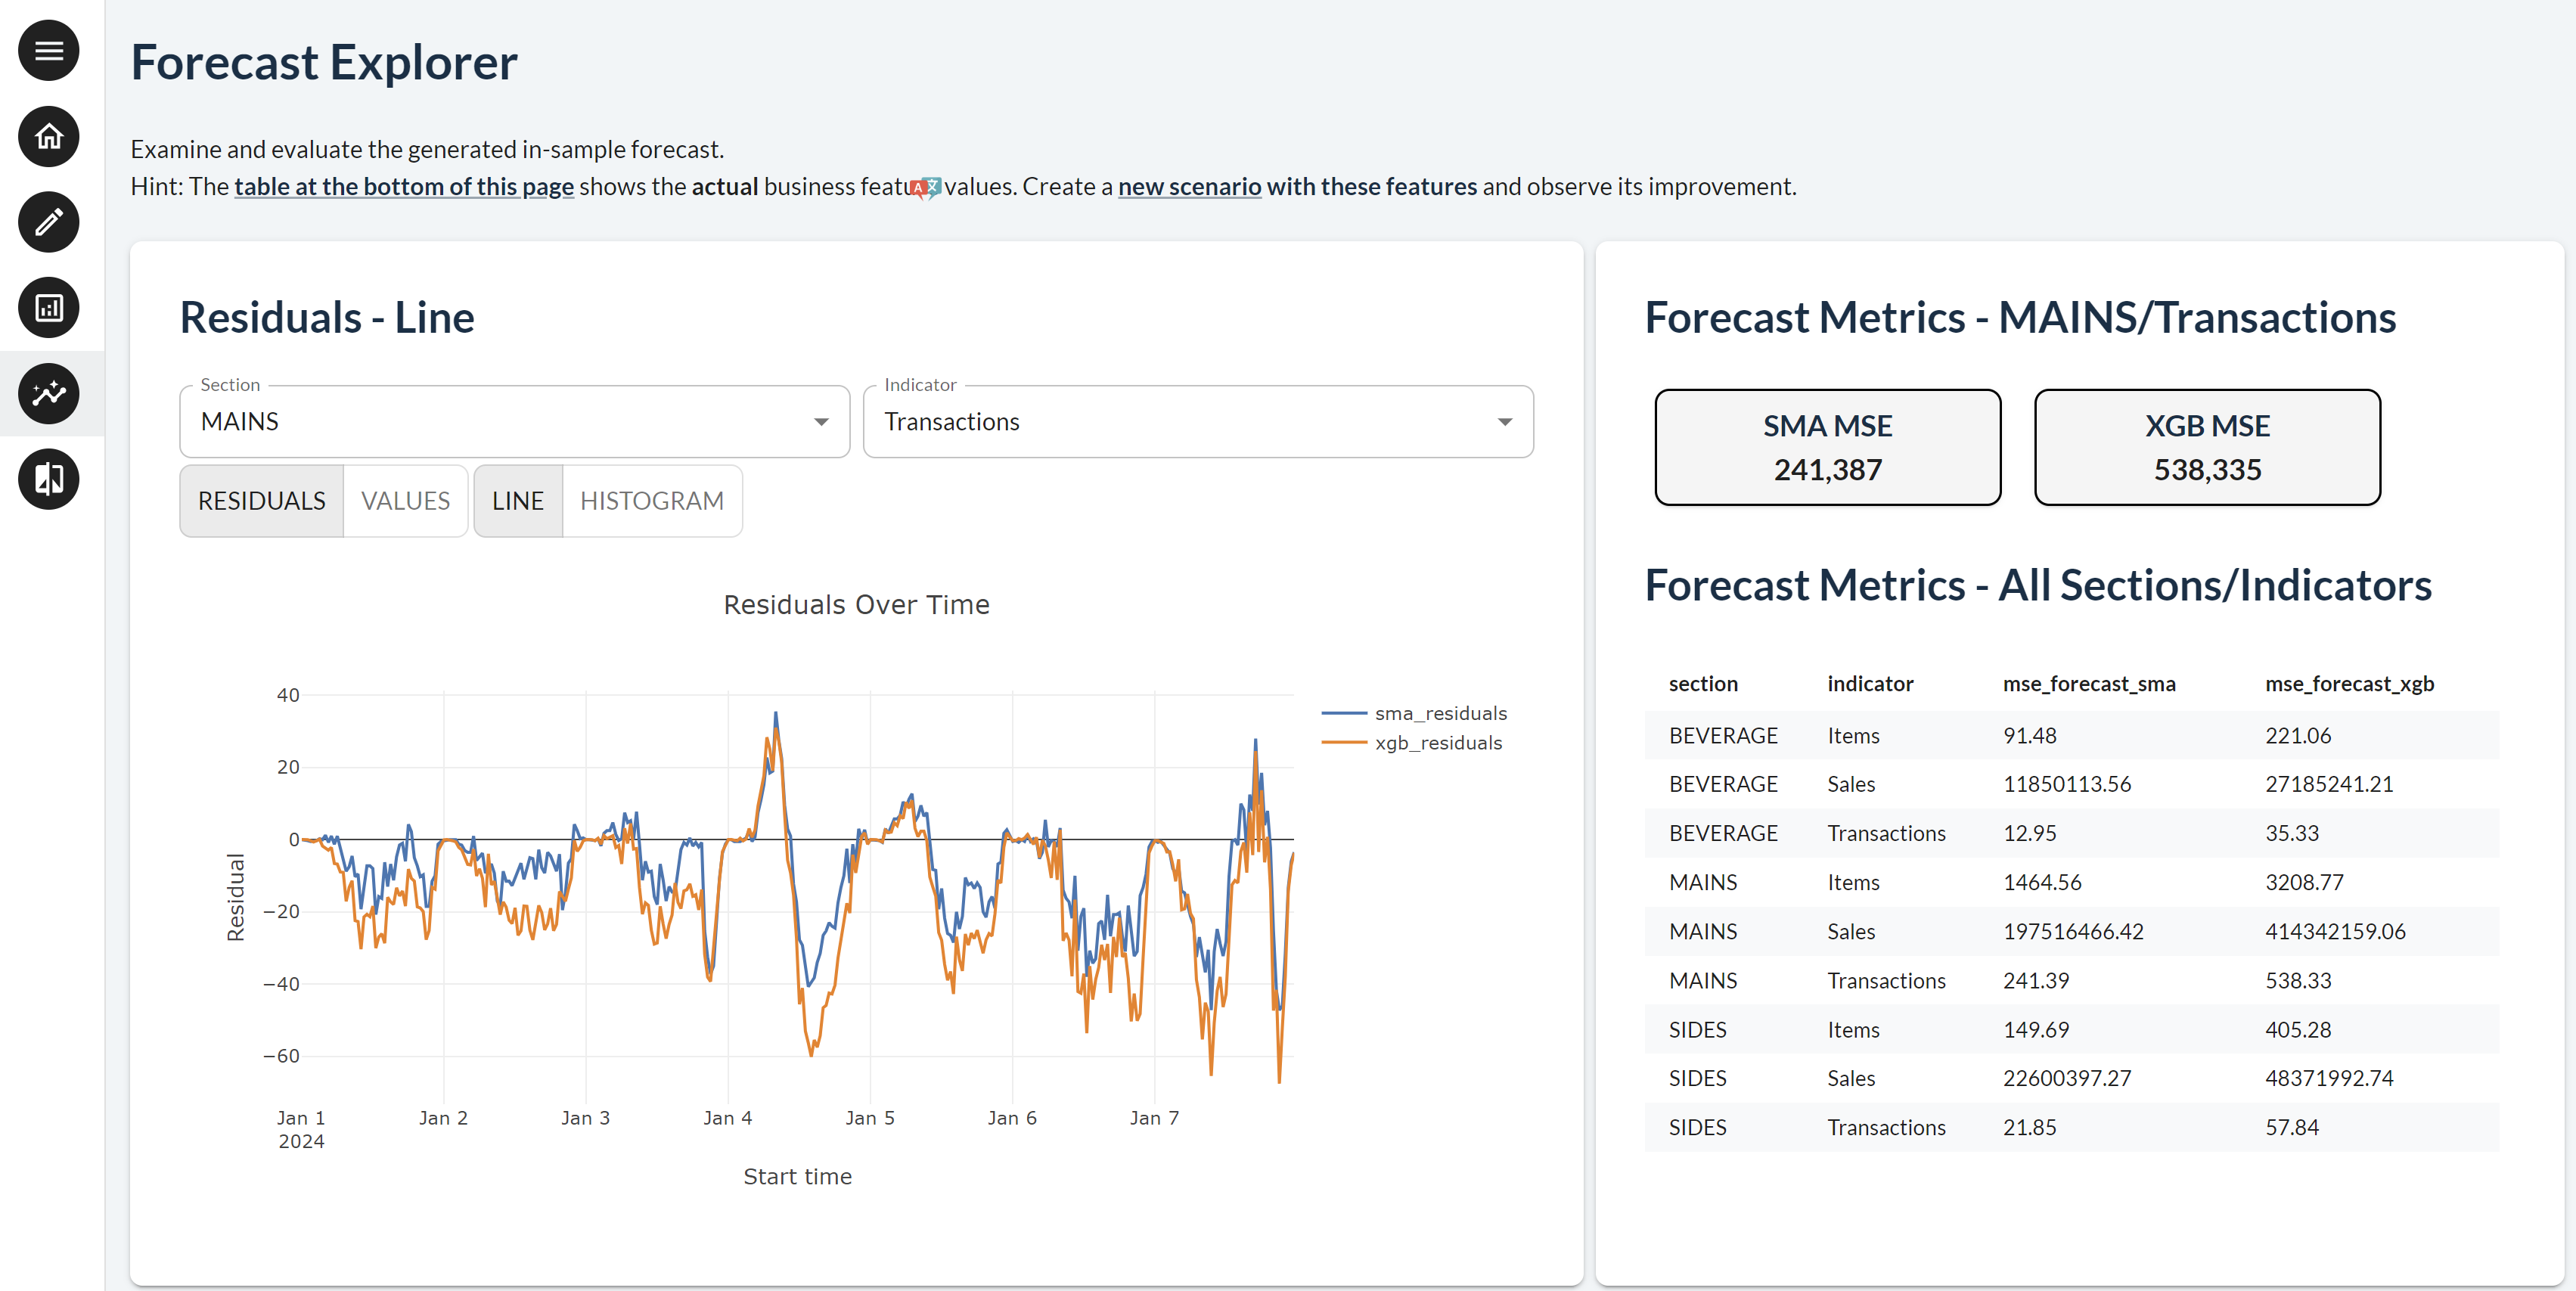 Forecast Explorer
Examine and evaluate the generated in-sample forecast.
Hint: The table at the bottom of this page shows the actual business featu values. Create a new scenario with these features and observe its improvement.
Residuals - Line
Section
MAINS
Indicator
Transactions
RESIDUALS VALUES LINE HISTOGRAM
Residuals Over Time
40
20
0
−20
−40
−60
Residual
Jan 1
2024
Jan 2
Jan 3
Jan 4
Jan 5
Jan 6
Jan 7
Start time
sma_residuals
xgb_residuals
Forecast Metrics - MAINS/Transactions
SMA MSE
241,387
XGB MSE
538,335
Forecast Metrics - All Sections/Indicators
section indicator mse_forecast_sma mse_forecast_xgb
BEVERAGE Items 91.48 221.06
BEVERAGE Sales 11850113.56 27185241.21
BEVERAGE Transactions 12.95 35.33
MAINS Items 1464.56 3208.77
MAINS Sales 197516466.42 414342159.06
MAINS Transactions 241.39 538.33
SIDES Items 149.69 405.28
SIDES Sales 22600397.27 48371992.74
SIDES Transactions 21.85 57.84